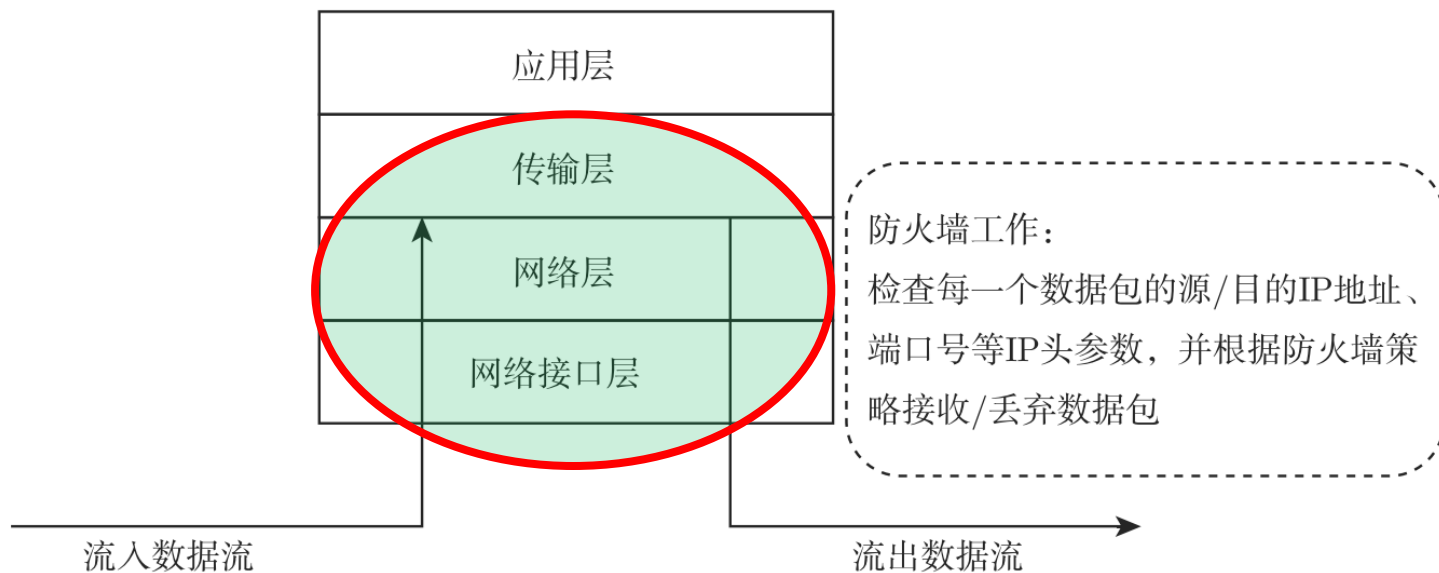 应用层
传输层
网络层
网络接口层
防火墙工作：
检查每一个数据包的源/目的IP地址、
端口号等IP头参数，并根据防火墙策
略接收/丢弃数据包
流入数据流
流出数据流